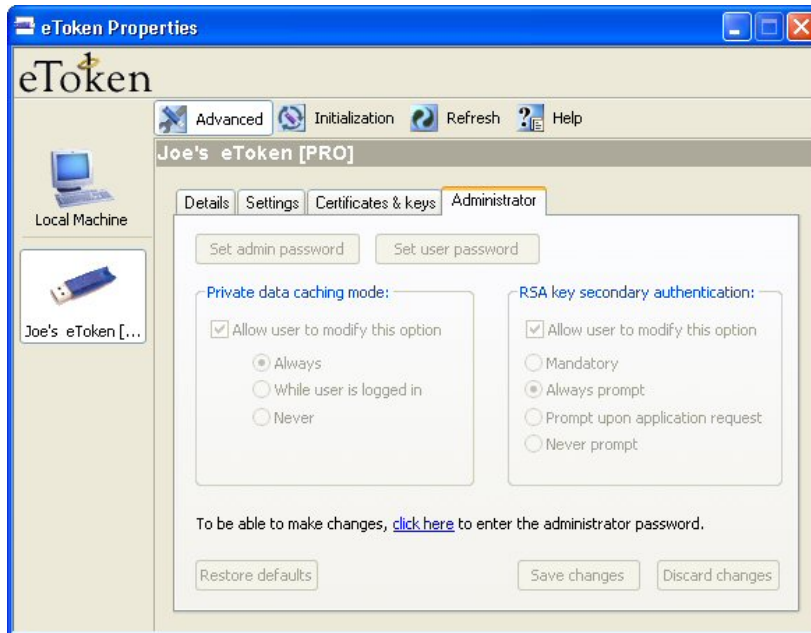 eToken Properties
eToken
Advanced Initialization Refresh Help
Joe's eToken [PRO]
Local Machine
Joe's eToken [...
Details Settings Certificates & keys Administrator
Set admin password Set user password
Private data caching mode:
Allow user to modify this option
Always
While user is logged in
Never
RSA key secondary authentication:
Allow user to modify this option
Mandatory
Always prompt
Prompt upon application request
Never prompt
To be able to make changes, click here to enter the administrator password.
Restore defaults Save changes Discard changes